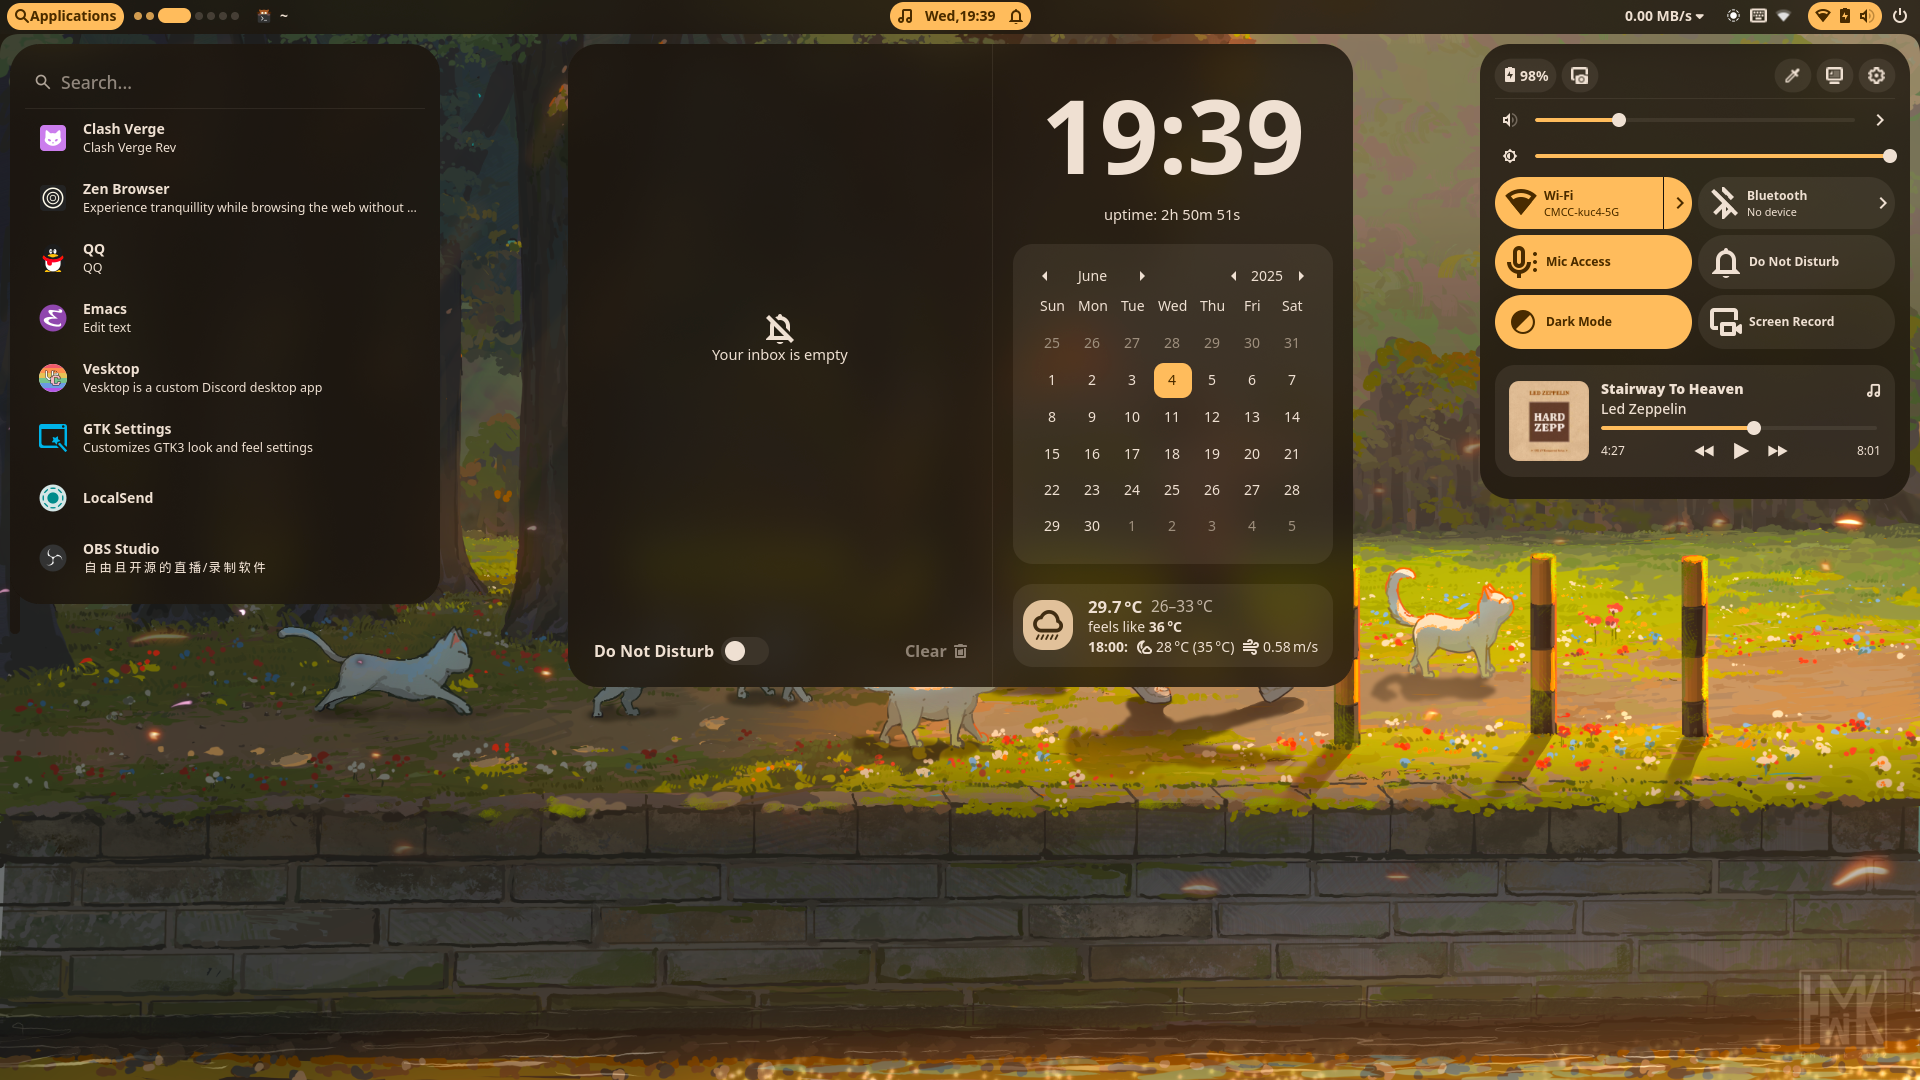 Applications
~
Wed,19:39
0.00 MB/s
Search...
Clash Verge
Clash Verge Rev
Zen Browser
Experience tranquillity while browsing the web without ...
QQ
QQ
Emacs
Edit text
Vesktop
Vesktop is a custom Discord desktop app
GTK Settings
Customizes GTK3 look and feel settings
LocalSend
OBS Studio
自由且开源的直播/录制软件
Your inbox is empty
Do Not Disturb
Clear
19:39
uptime: 2h 50m 51s
June 2025
Sun Mon Tue Wed Thu Fri Sat
25 26 27 28 29 30 31
1 2 3 4 5 6 7
8 9 10 11 12 13 14
15 16 17 18 19 20 21
22 23 24 25 26 27 28
29 30 1 2 3 4 5
29.7 °C 26–33 °C
feels like 36 °C
18:00: 28 °C (35 °C) 0.58 m/s
98%
Wi-Fi
CMCC-kuc4-5G
Bluetooth
No device
Mic Access
Do Not Disturb
Dark Mode
Screen Record
LED ZEPPELIN
HARD
ZEPP
Stairway To Heaven
Led Zeppelin
4:27
8:01